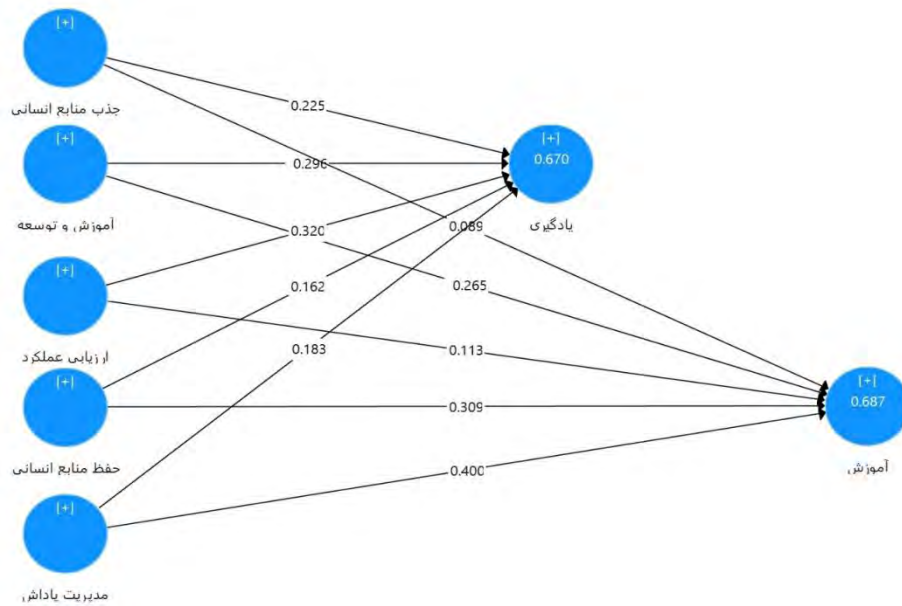 [+]
جذب منابع انسانی
[+]
آموزش و توسعه
[+]
ارزیابی عملکرد
[+]
حفظ منابع انسانی
[+]
مدیریت پاداش
0.225
0.296
0.320
0.162
0.183
0.089
0.265
0.113
0.309
0.400
[+]
0.670
یادگیری
[+]
0.687
آموزش